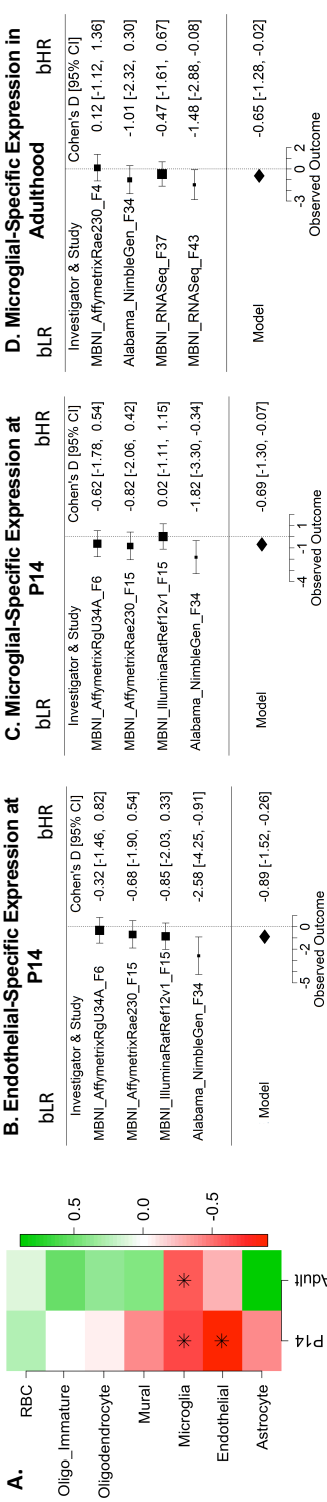 A.
RBC
Oligo_Immature
Oligodendrocyte
Mural
Microglia
Endothelial
Astrocyte
P14
Adult
0.5
0.0
-0.5
B. Endothelial-Specific Expression at
P14
bLR bHR
Investigator & Study Cohen's D [95% CI]
MBNI_AffymetrixRgU34A_F6 -0.32 [-1.46, 0.82]
MBNI_AffymetrixRae230_F15 -0.68 [-1.90, 0.54]
MBNI_IlluminaRatRef12v1_F15 -0.85 [-2.03, 0.33]
Alabama_NimbleGen_F34 -2.58 [-4.25, -0.91]
Model -0.89 [-1.52, -0.26]
-5 -2 0
Observed Outcome
C. Microglial-Specific Expression at
P14
bLR bHR
Investigator & Study Cohen's D [95% CI]
MBNI_AffymetrixRgU34A_F6 -0.62 [-1.78, 0.54]
MBNI_AffymetrixRae230_F15 -0.82 [-2.06, 0.42]
MBNI_IlluminaRatRef12v1_F15 0.02 [-1.11, 1.15]
Alabama_NimbleGen_F34 -1.82 [-3.30, -0.34]
Model -0.69 [-1.30, -0.07]
-4 -1 1
Observed Outcome
D. Microglial-Specific Expression in
Adulthood
bLR bHR
Investigator & Study Cohen's D [95% CI]
MBNI_AffymetrixRae230_F4 0.12 [-1.12, 1.36]
Alabama_NimbleGen_F34 -1.01 [-2.32, 0.30]
MBNI_RNASeq_F37 -0.47 [-1.61, 0.67]
MBNI_RNASeq_F43 -1.48 [-2.88, -0.08]
Model -0.65 [-1.28, -0.02]
-3 0 2
Observed Outcome